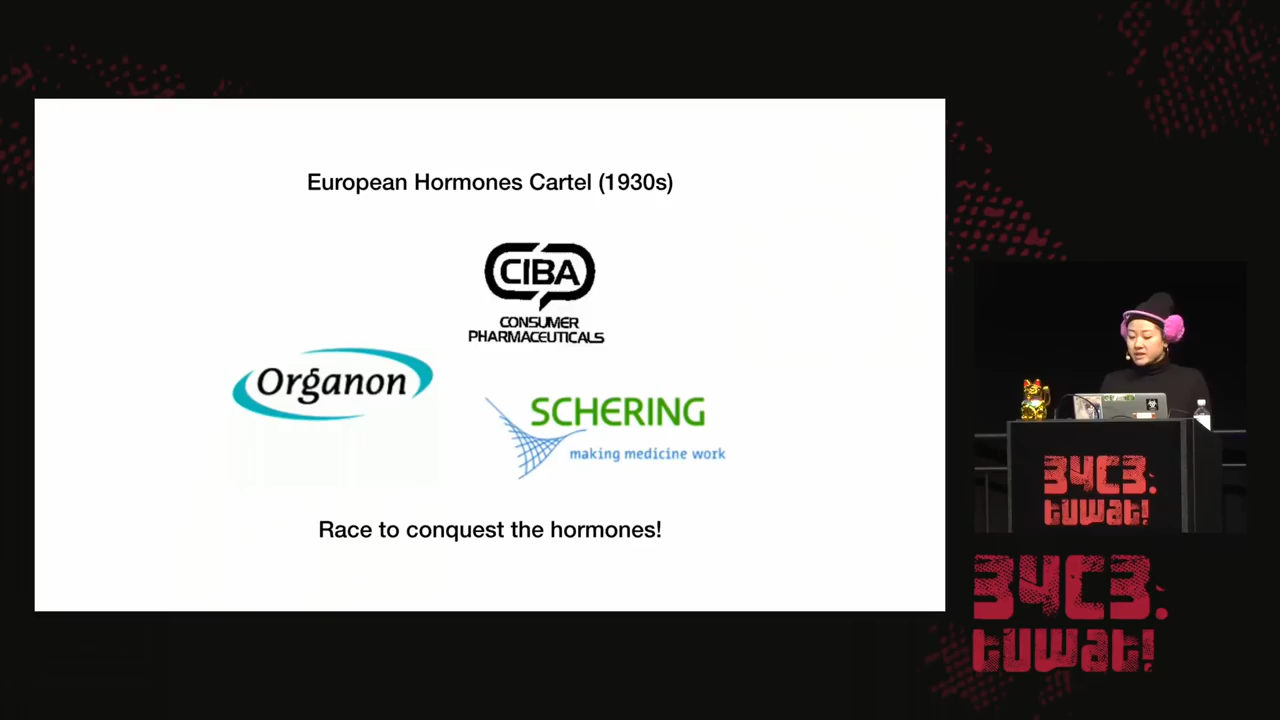 European Hormones Cartel (1930s)
CIBA
CONSUMER
PHARMACEUTICALS
Organon
SCHERING
making medicine work
Race to conquest the hormones!
34C3.
tuwat!
34C3.
tuwat!